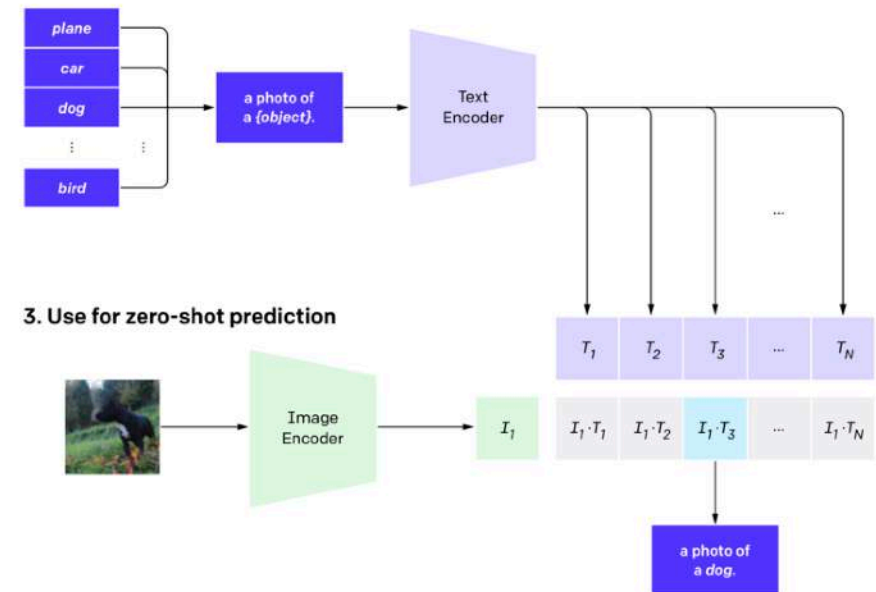 plane
car
dog
⋮ ⋮
bird
a photo of
a {object}.
Text
Encoder
...
3. Use for zero-shot prediction
T1 T2 T3 ... TN
Image
Encoder
I1 I1·T1 I1·T2 I1·T3 ... I1·TN
a photo of
a dog.